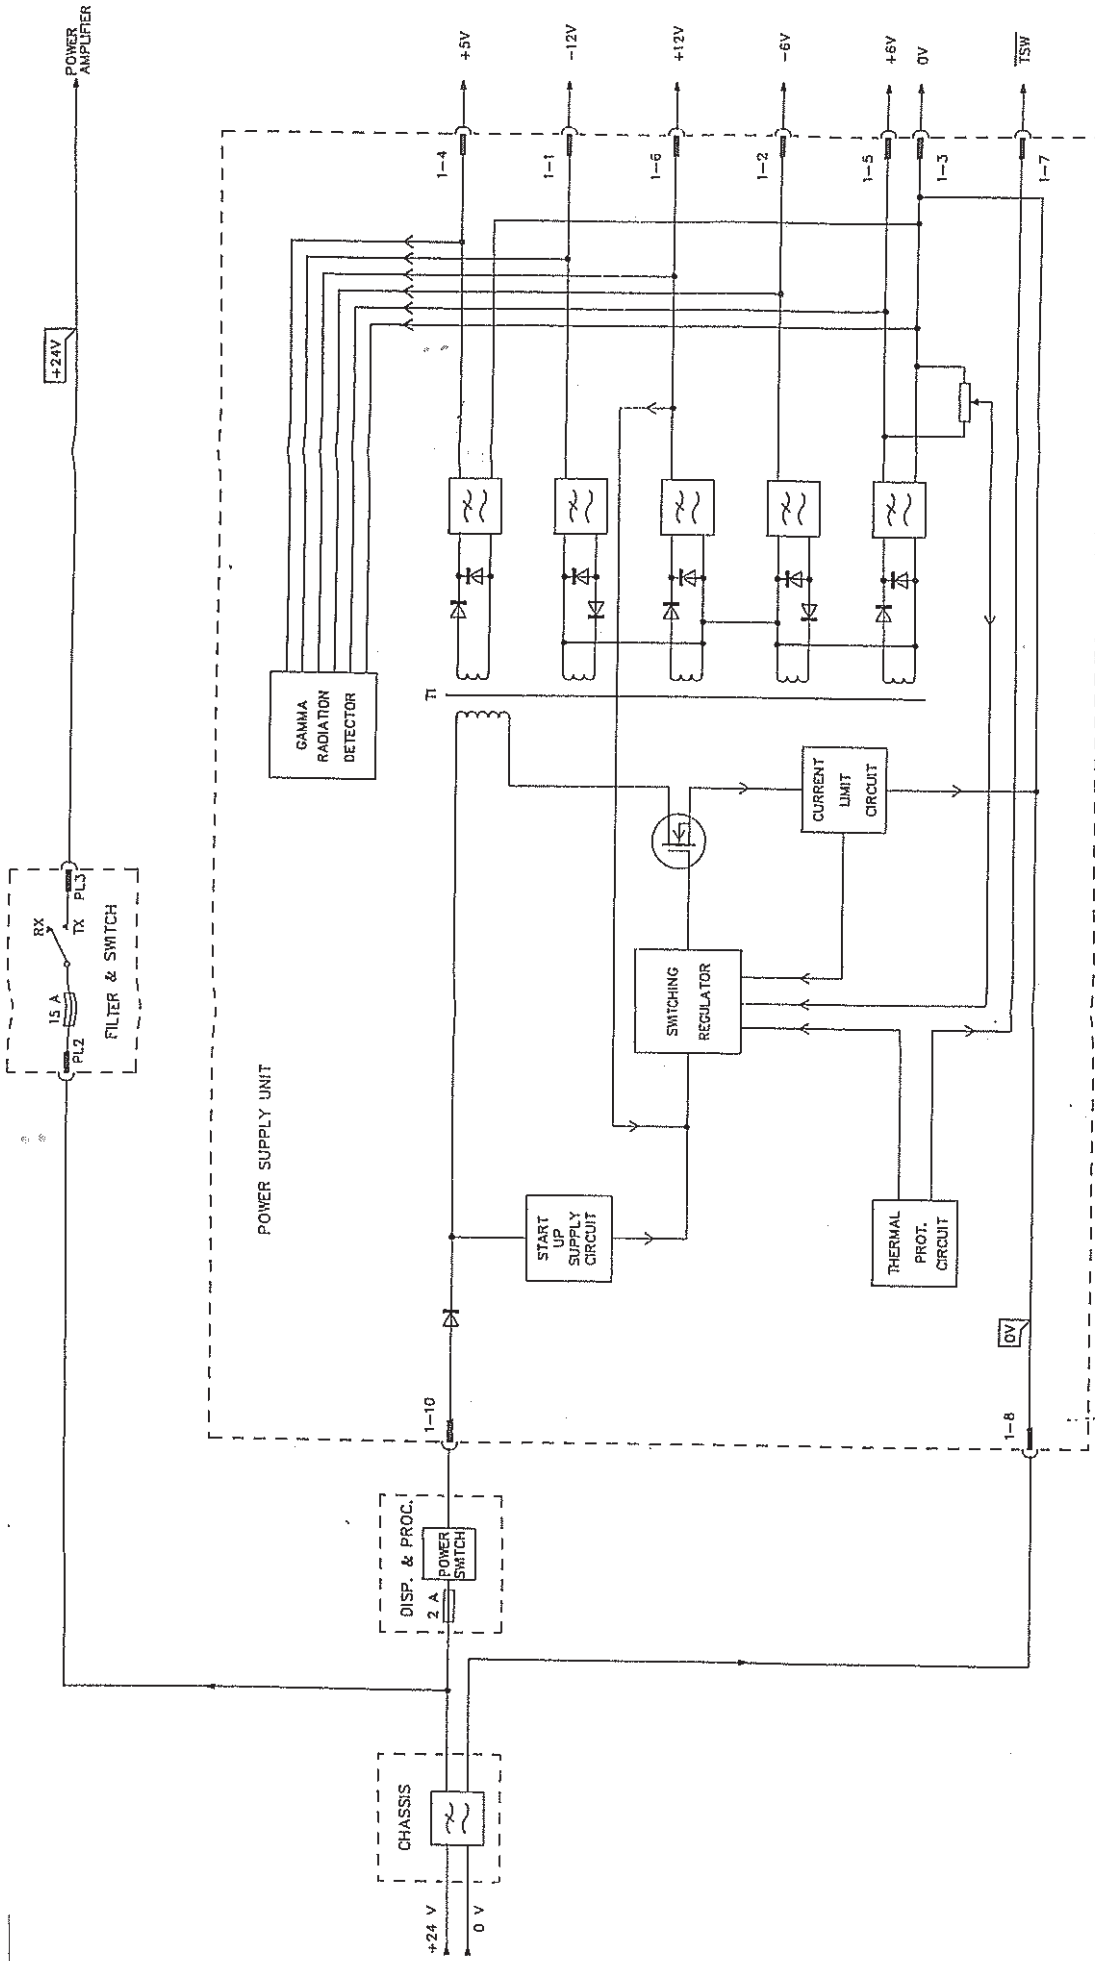 +24 V
0 V
CHASSIS
DISP. & PROC.
2 A
POWER
SWITCH
PL2
15 A
RX
TX
PL3
FILTER & SWITCH
+24V
POWER
AMPLIFIER
POWER SUPPLY UNIT
1-10
1-8
0V
START
UP
SUPPLY
CIRCUIT
THERMAL
PROT.
CIRCUIT
SWITCHING
REGULATOR
CURRENT
LIMIT
CIRCUIT
GAMMA
RADIATION
DETECTOR
T1
1-4
+5V
1-1
-12V
1-6
+12V
1-2
-6V
1-5
+6V
1-3
0V
1-7
TSW